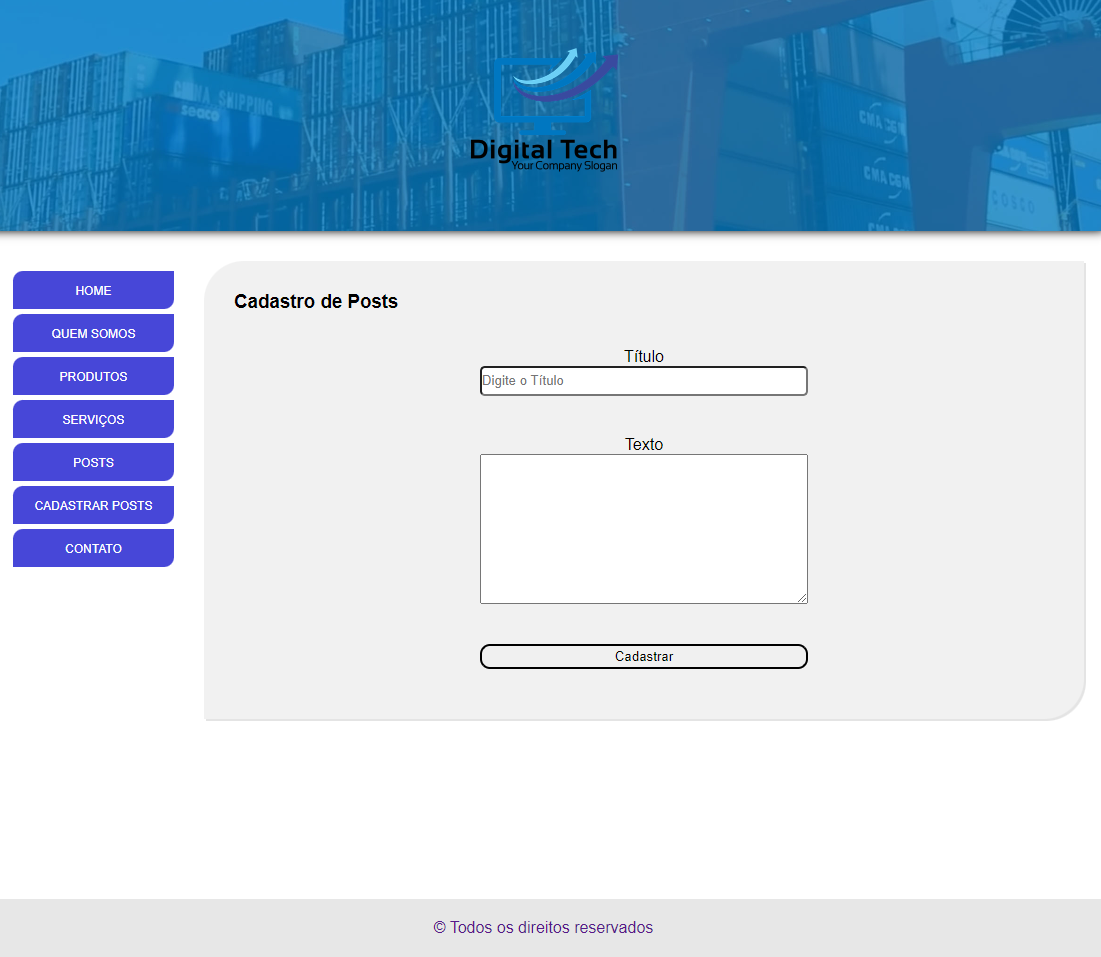 CHINA SHIPPING
seaco
CMA CGM
CMA CGM
COSCO
Digital Tech
Your Company Slogan
HOME
QUEM SOMOS
PRODUTOS
SERVIÇOS
POSTS
CADASTRAR POSTS
CONTATO
Cadastro de Posts
Título
Digite o Título
Texto
Cadastrar
© Todos os direitos reservados